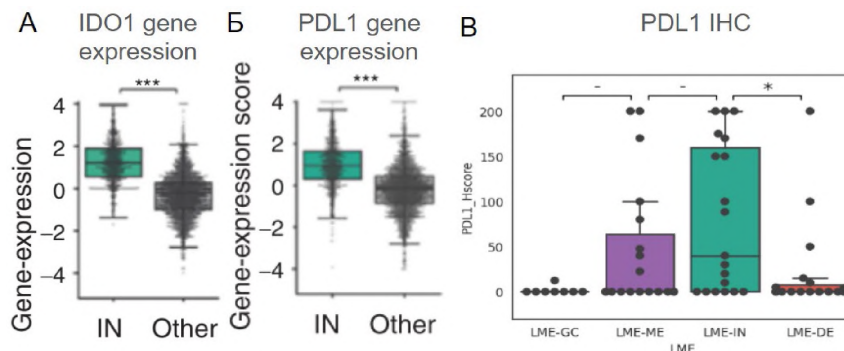 А
IDO1 gene
expression
Gene-expression
***
4
2
0
−2
−4
IN
Other
Б
PDL1 gene
expression
Gene-expression score
***
4
2
0
−2
−4
IN
Other
В
PDL1 IHC
PDL1_Hscore
-
-
*
200
150
100
50
0
LME-GC
LME-ME
LME-IN
LME-DE
LME